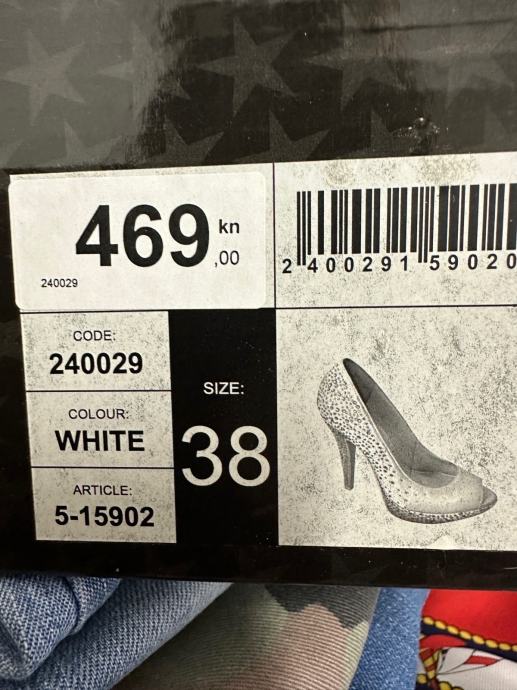 469 kn
,00
240029
2 400291 59020
CODE:
240029
COLOUR:
WHITE
ARTICLE:
5-15902
SIZE:
38